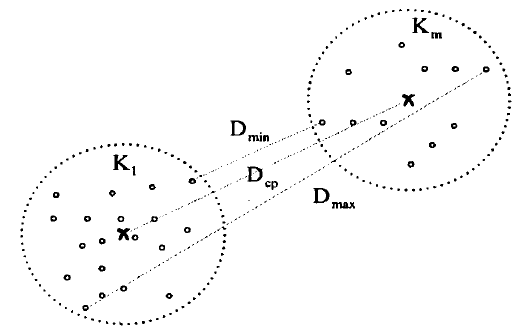 K_m
D_min
K_1
D_cp
D_max